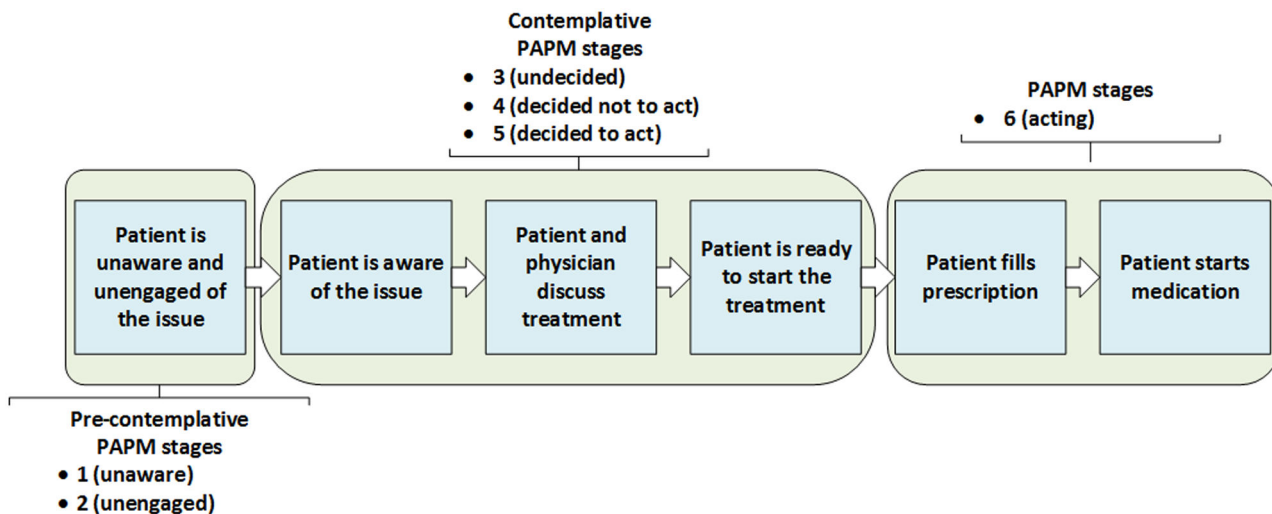 Contemplative
PAPM stages
• 3 (undecided)
• 4 (decided not to act)
• 5 (decided to act)
PAPM stages
• 6 (acting)
Patient is
unaware and
unengaged of
the issue
Patient is aware
of the issue
Patient and
physician
discuss
treatment
Patient is ready
to start the
treatment
Patient fills
prescription
Patient starts
medication
Pre-contemplative
PAPM stages
• 1 (unaware)
• 2 (unengaged)